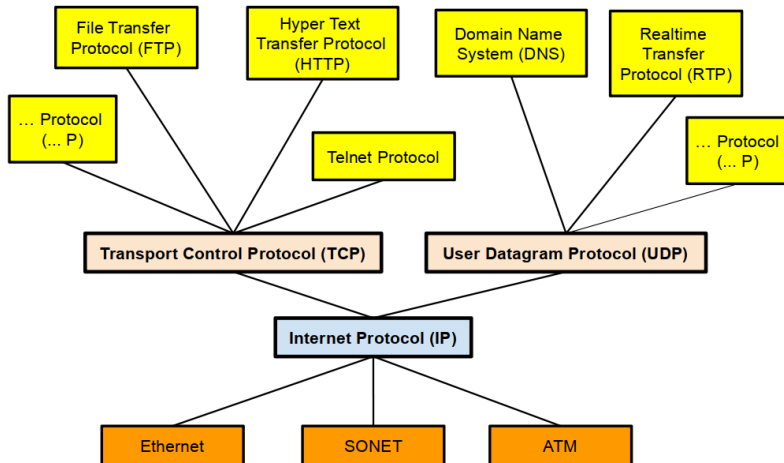 File Transfer
Protocol (FTP)
Hyper Text
Transfer Protocol
(HTTP)
Domain Name
System (DNS)
Realtime
Transfer
Protocol (RTP)
… Protocol
(... P)
Telnet Protocol
… Protocol
(... P)
Transport Control Protocol (TCP)
User Datagram Protocol (UDP)
Internet Protocol (IP)
Ethernet
SONET
ATM